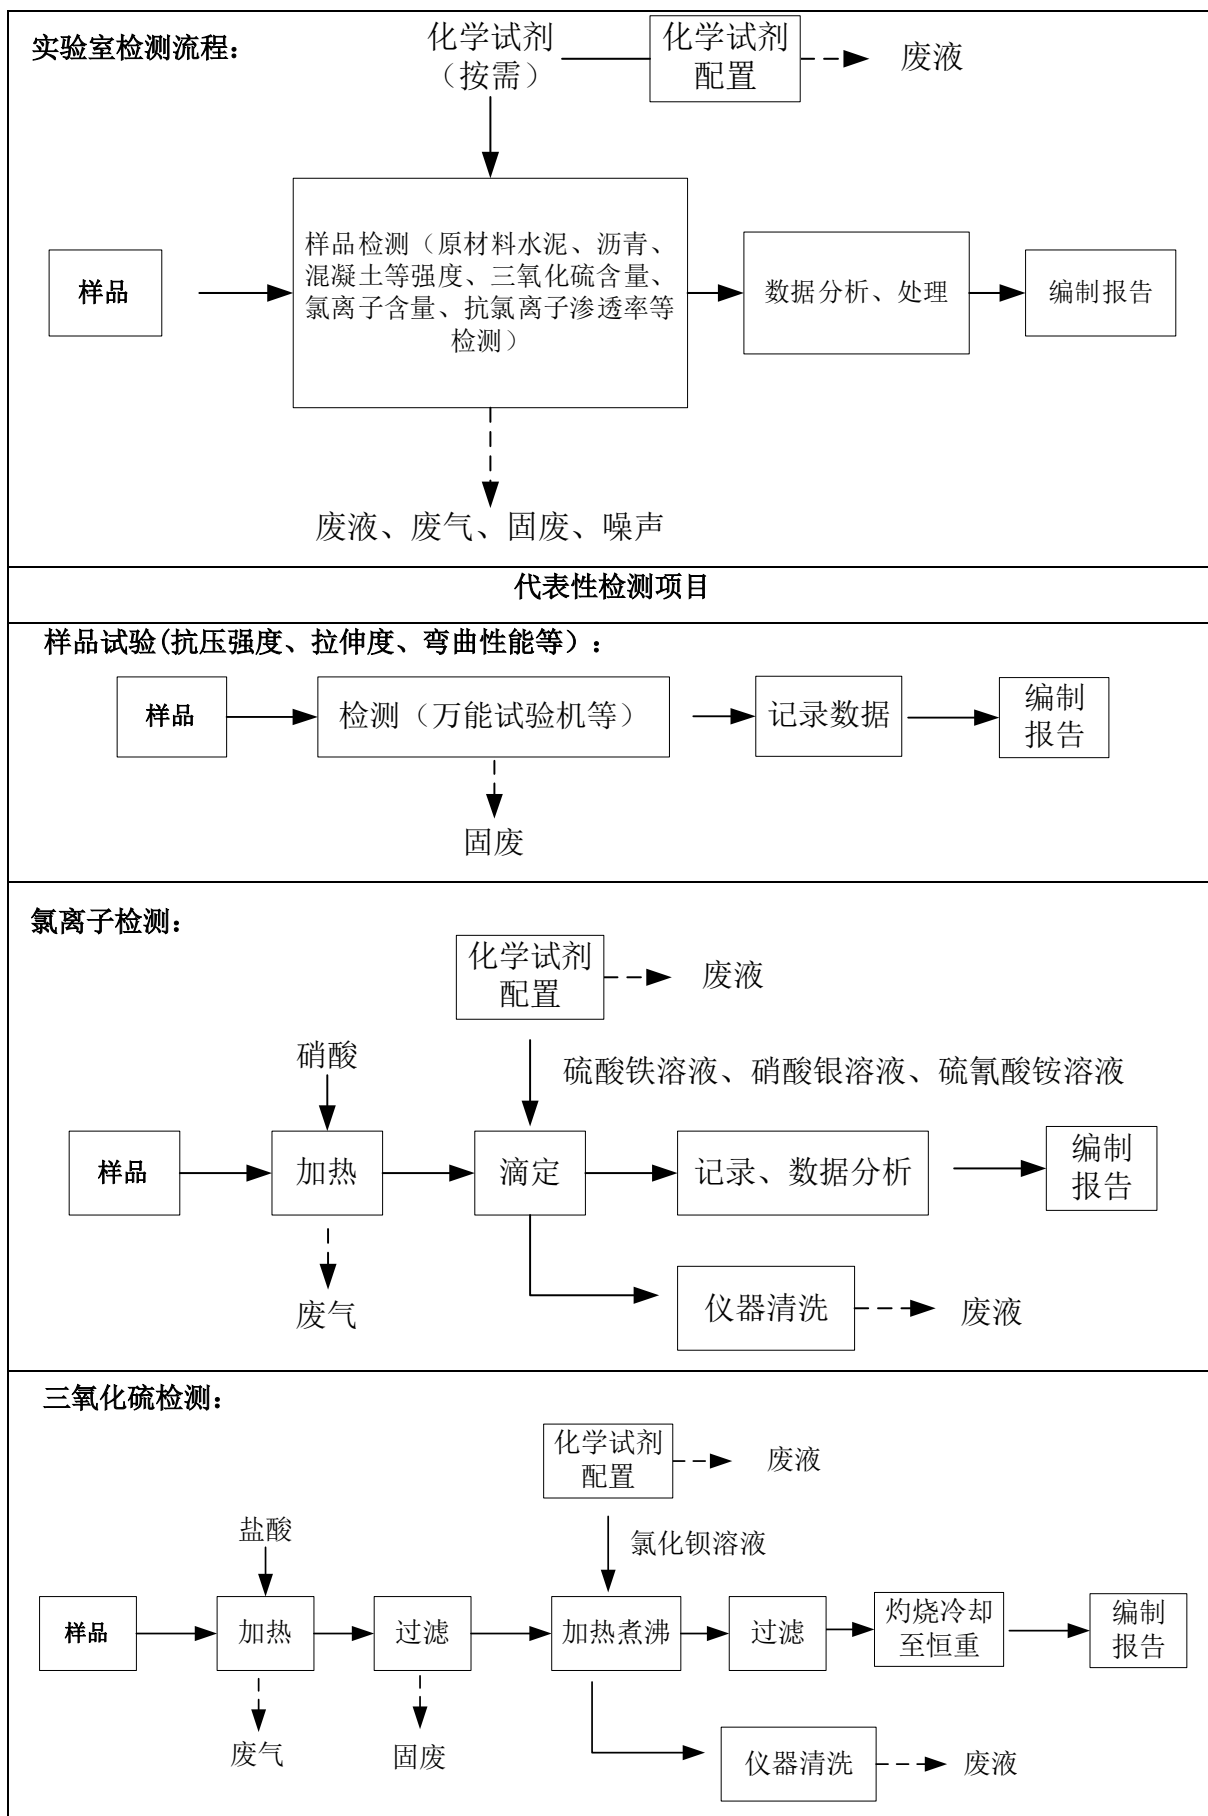 实验室检测流程：
化学试剂
（按需）
化学试剂
配置
废液
样品
样品检测（原材料水泥、沥青、
混凝土等强度、三氧化硫含量、
氯离子含量、抗氯离子渗透率等
检测）
数据分析、处理
编制报告
废液、废气、固废、噪声
代表性检测项目
样品试验(抗压强度、拉伸度、弯曲性能等）：
样品
检测（万能试验机等）
记录数据
编制
报告
固废
氯离子检测：
化学试剂
配置
废液
硝酸
硫酸铁溶液、硝酸银溶液、硫氰酸铵溶液
样品
加热
滴定
记录、数据分析
编制
报告
废气
仪器清洗
废液
三氧化硫检测：
化学试剂
配置
废液
盐酸
氯化钡溶液
样品
加热
过滤
加热煮沸
过滤
灼烧冷却
至恒重
编制
报告
废气
固废
仪器清洗
废液